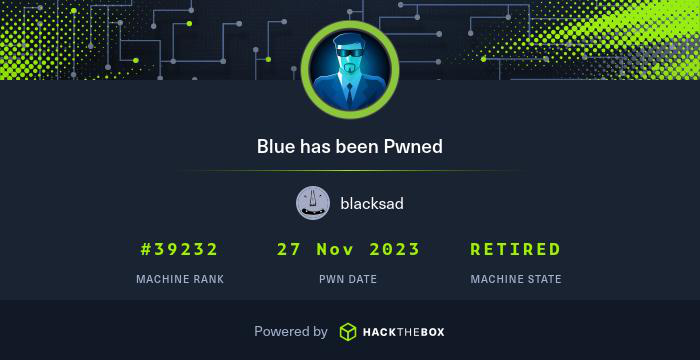 Blue has been Pwned
blacksad
#39232 27 Nov 2023 RETIRED
MACHINE RANK PWN DATE MACHINE STATE
Powered by HACKTHEBOX